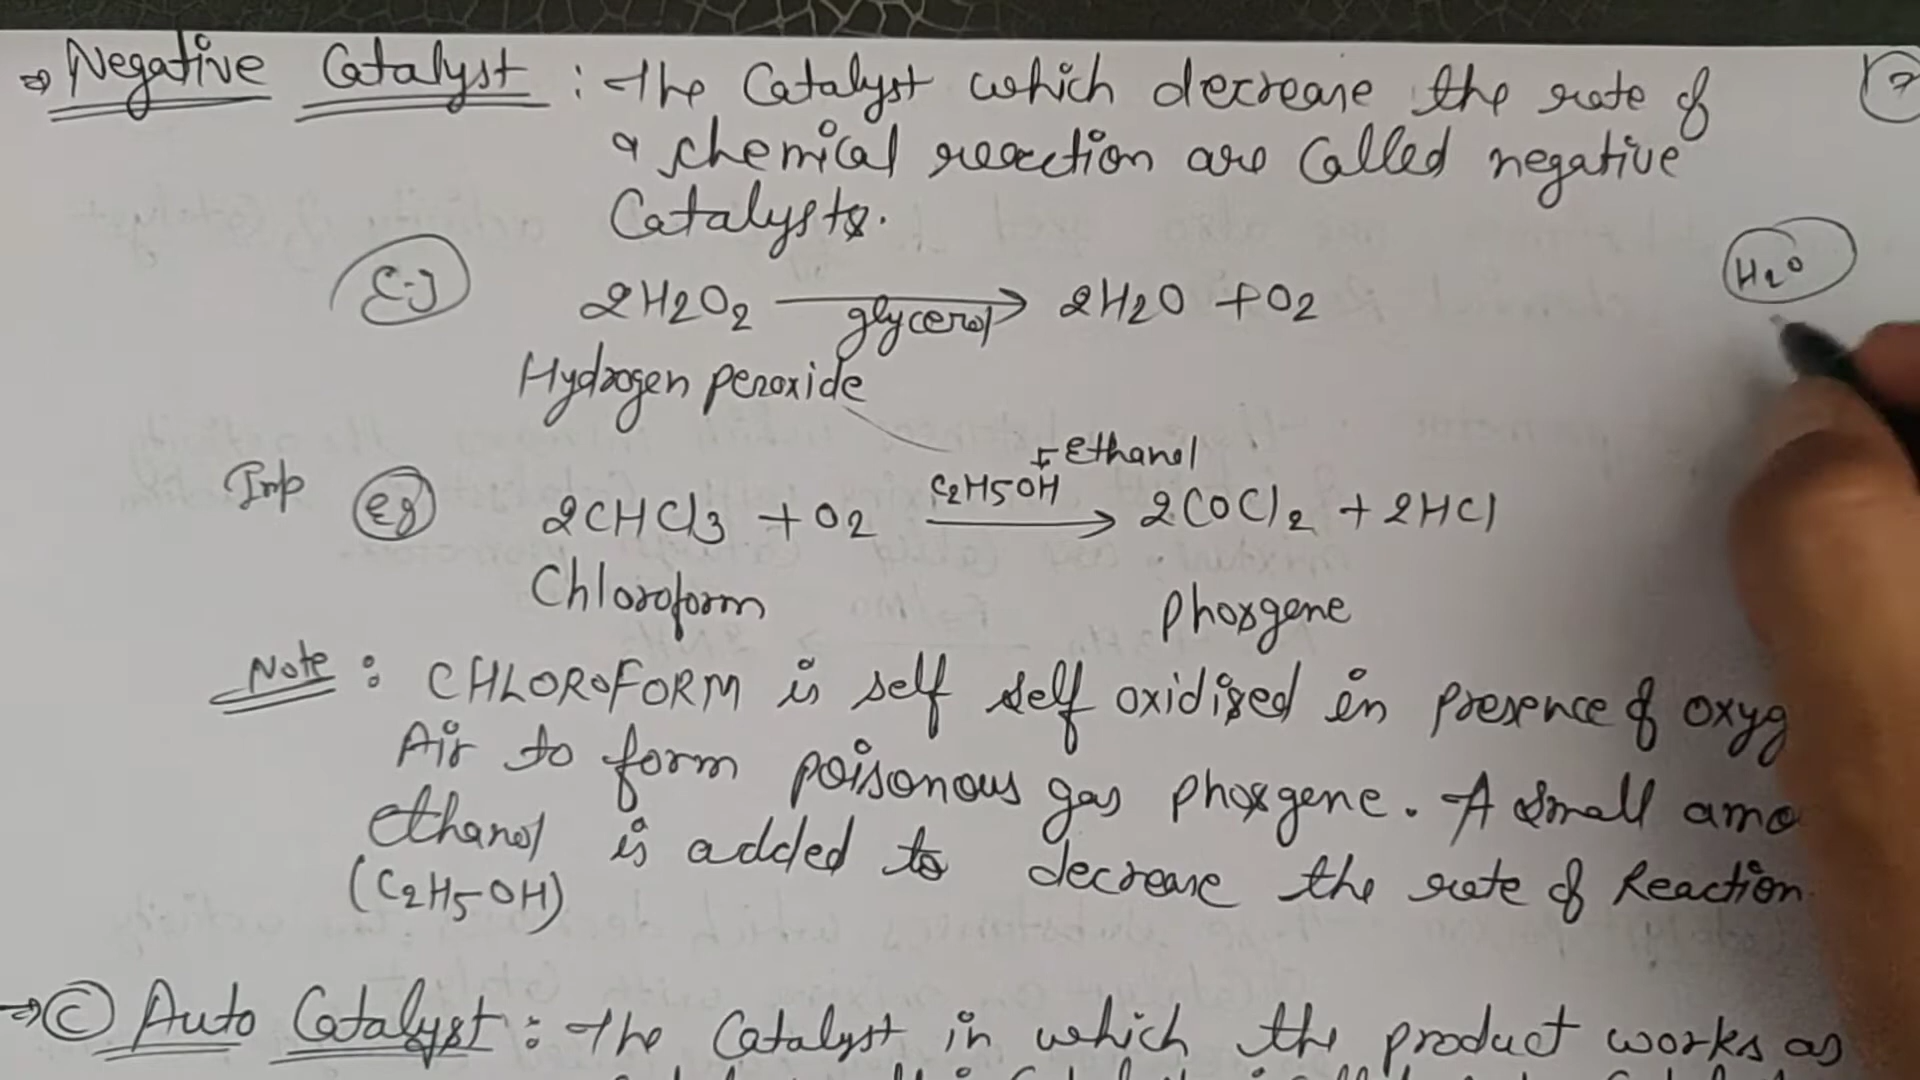 ⇒ Negative Catalyst : The Catalyst which decrease the rate of
a chemical reaction are Called negative
Catalysts.
E.g
2H2O2 → 2H2O + O2
glycerol
Hydrogen peroxide
H2O
Ethanol
C2H5OH
Imp eg 2CHCl3 + O2 → 2COCl2 + 2HCl
Chloroform Phosgene
Note : CHLOROFORM is self self oxidized in presence of oxyg
Air to form poisonous gas phosgene. A small amo
ethanol is added to decrease the rate of Reaction.
(C2H5OH)
⇒ C Auto Catalyst : The Catalyst in which the product works as